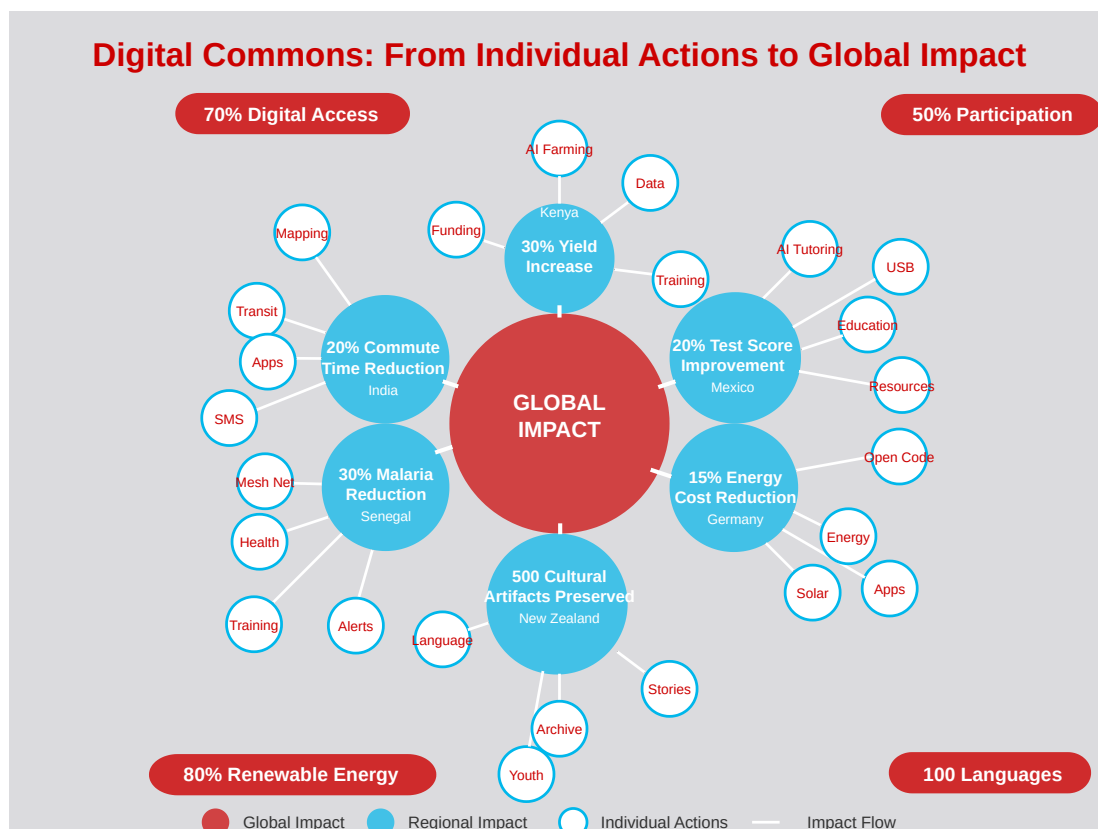 Digital Commons: From Individual Actions to Global Impact
70% Digital Access
50% Participation
AI Farming
Data
Kenya
Funding
30% Yield
Increase
Training
Mapping
AI Tutoring
USB
Transit
Education
Apps
20% Commute
Time Reduction
India
20% Test Score
Improvement
Mexico
Resources
SMS
GLOBAL
IMPACT
Open Code
Mesh Net
30% Malaria
Reduction
Senegal
15% Energy
Cost Reduction
Germany
Health
Energy
Solar
Apps
500 Cultural
Artifacts Preserved
New Zealand
Training
Alerts
Language
Stories
Archive
Youth
80% Renewable Energy
100 Languages
Global Impact
Regional Impact
Individual Actions
Impact Flow